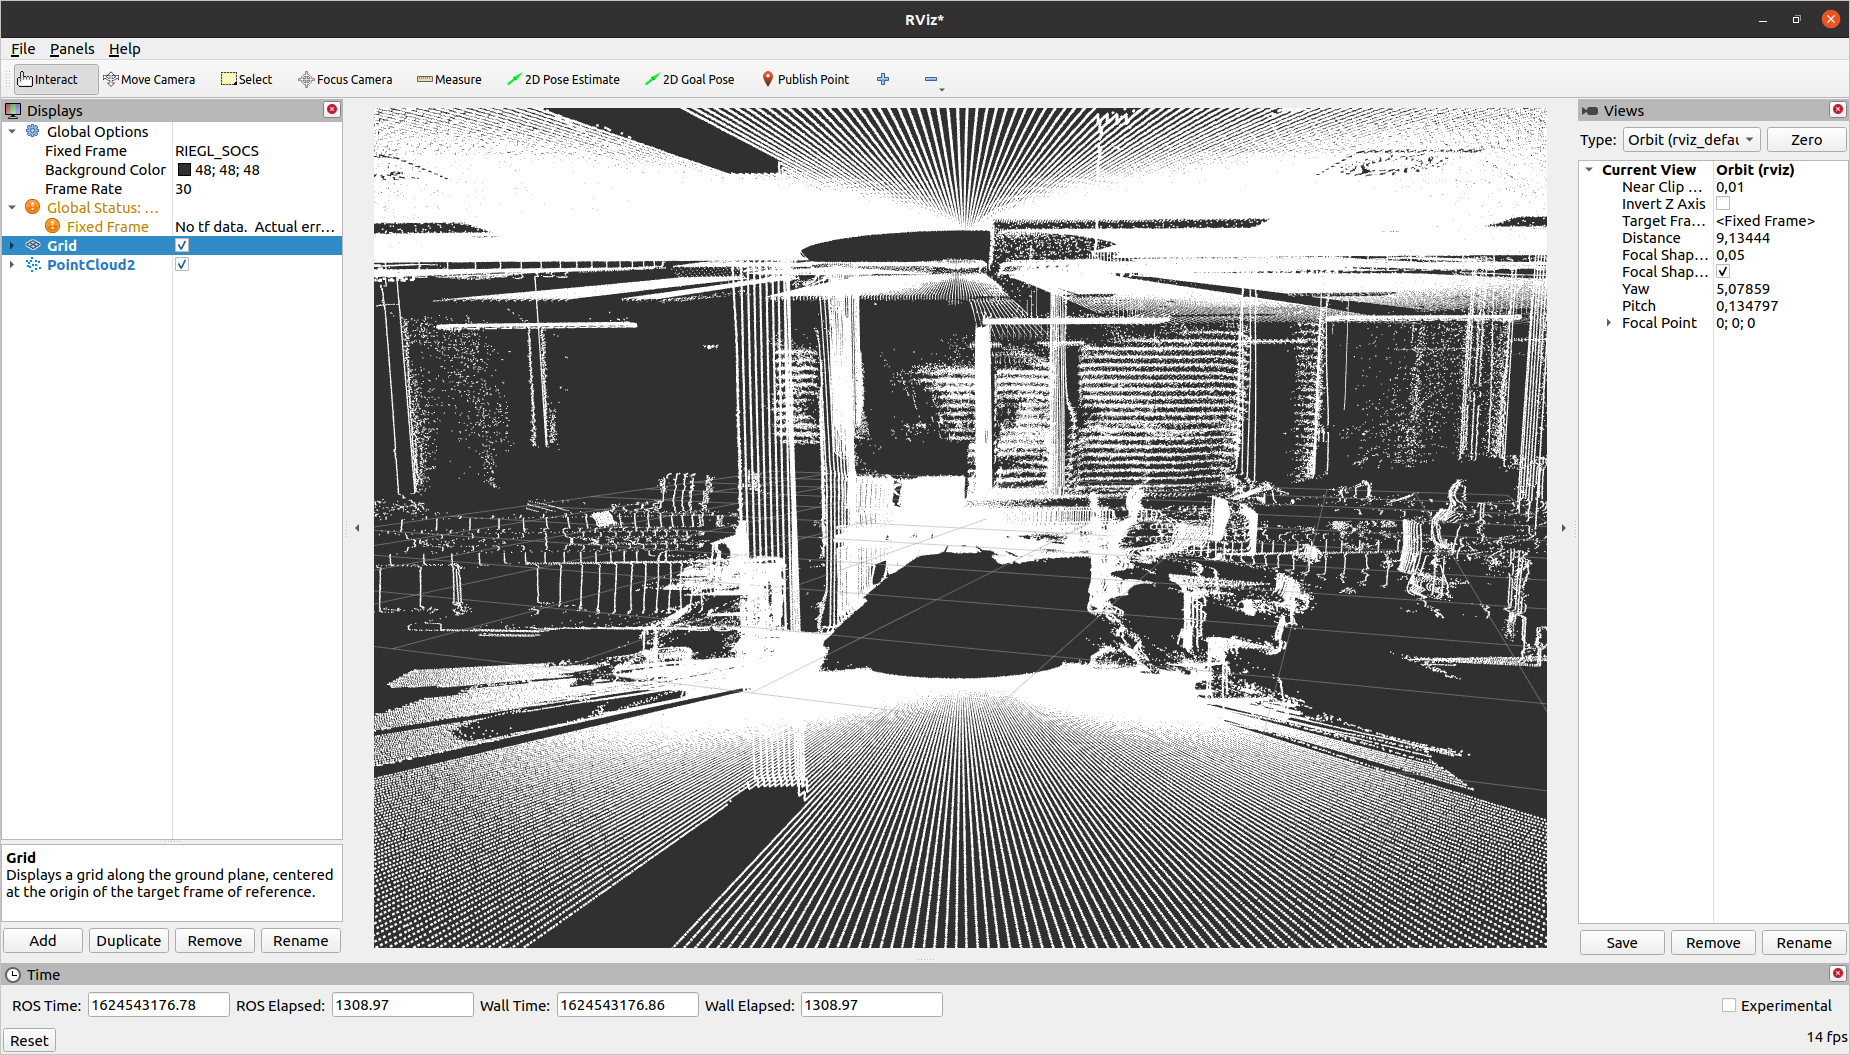 RViz*
File Panels Help
Interact Move Camera Select Focus Camera Measure 2D Pose Estimate 2D Goal Pose Publish Point
Displays
Global Options
Fixed Frame RIEGL_SOCS
Background Color 48; 48; 48
Frame Rate 30
Global Status: ...
Fixed Frame No tf data. Actual err...
Grid
PointCloud2
Grid
Displays a grid along the ground plane, centered
at the origin of the target frame of reference.
Add Duplicate Remove Rename
Views
Type: Orbit (rviz_defau Zero
Current View Orbit (rviz)
Near Clip ... 0,01
Invert Z Axis
Target Fra... <Fixed Frame>
Distance 9,13444
Focal Shap... 0,05
Focal Shap...
Yaw 5,07859
Pitch 0,134797
Focal Point 0; 0; 0
Save Remove Rename
Time
ROS Time: 1624543176.78 ROS Elapsed: 1308.97 Wall Time: 1624543176.86 Wall Elapsed: 1308.97 Experimental
Reset 14 fps